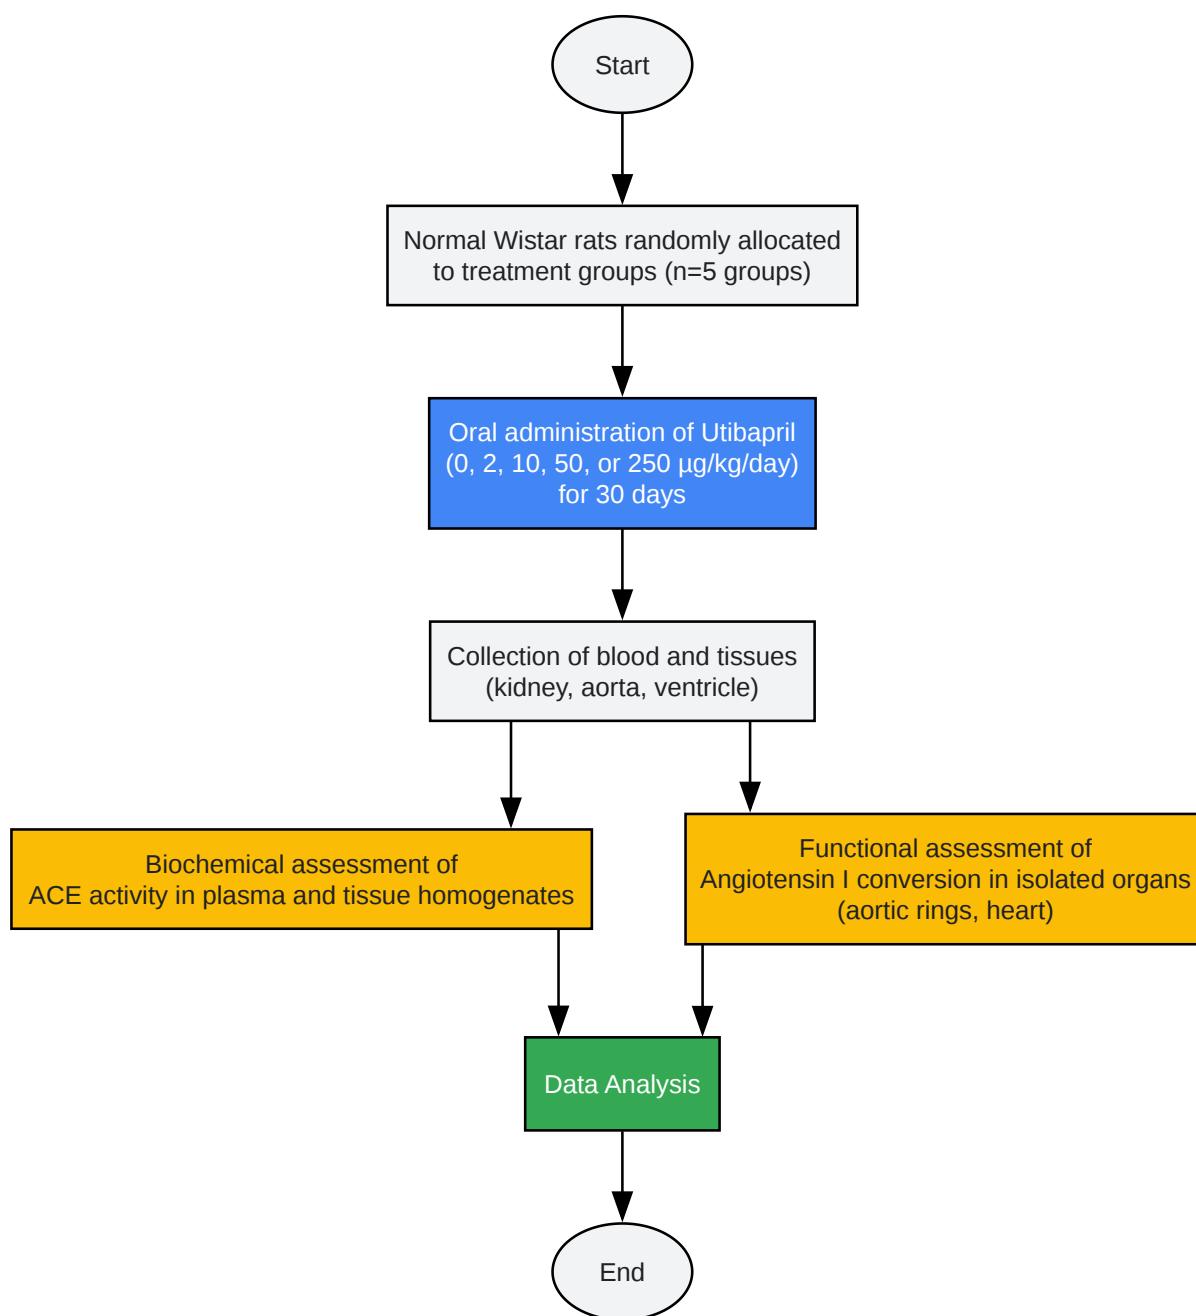 Start
Normal Wistar rats randomly allocated
to treatment groups (n=5 groups)
Oral administration of Utibapril
(0, 2, 10, 50, or 250 µg/kg/day)
for 30 days
Collection of blood and tissues
(kidney, aorta, ventricle)
Biochemical assessment of
ACE activity in plasma and tissue homogenates
Functional assessment of
Angiotensin I conversion in isolated organs
(aortic rings, heart)
Data Analysis
End